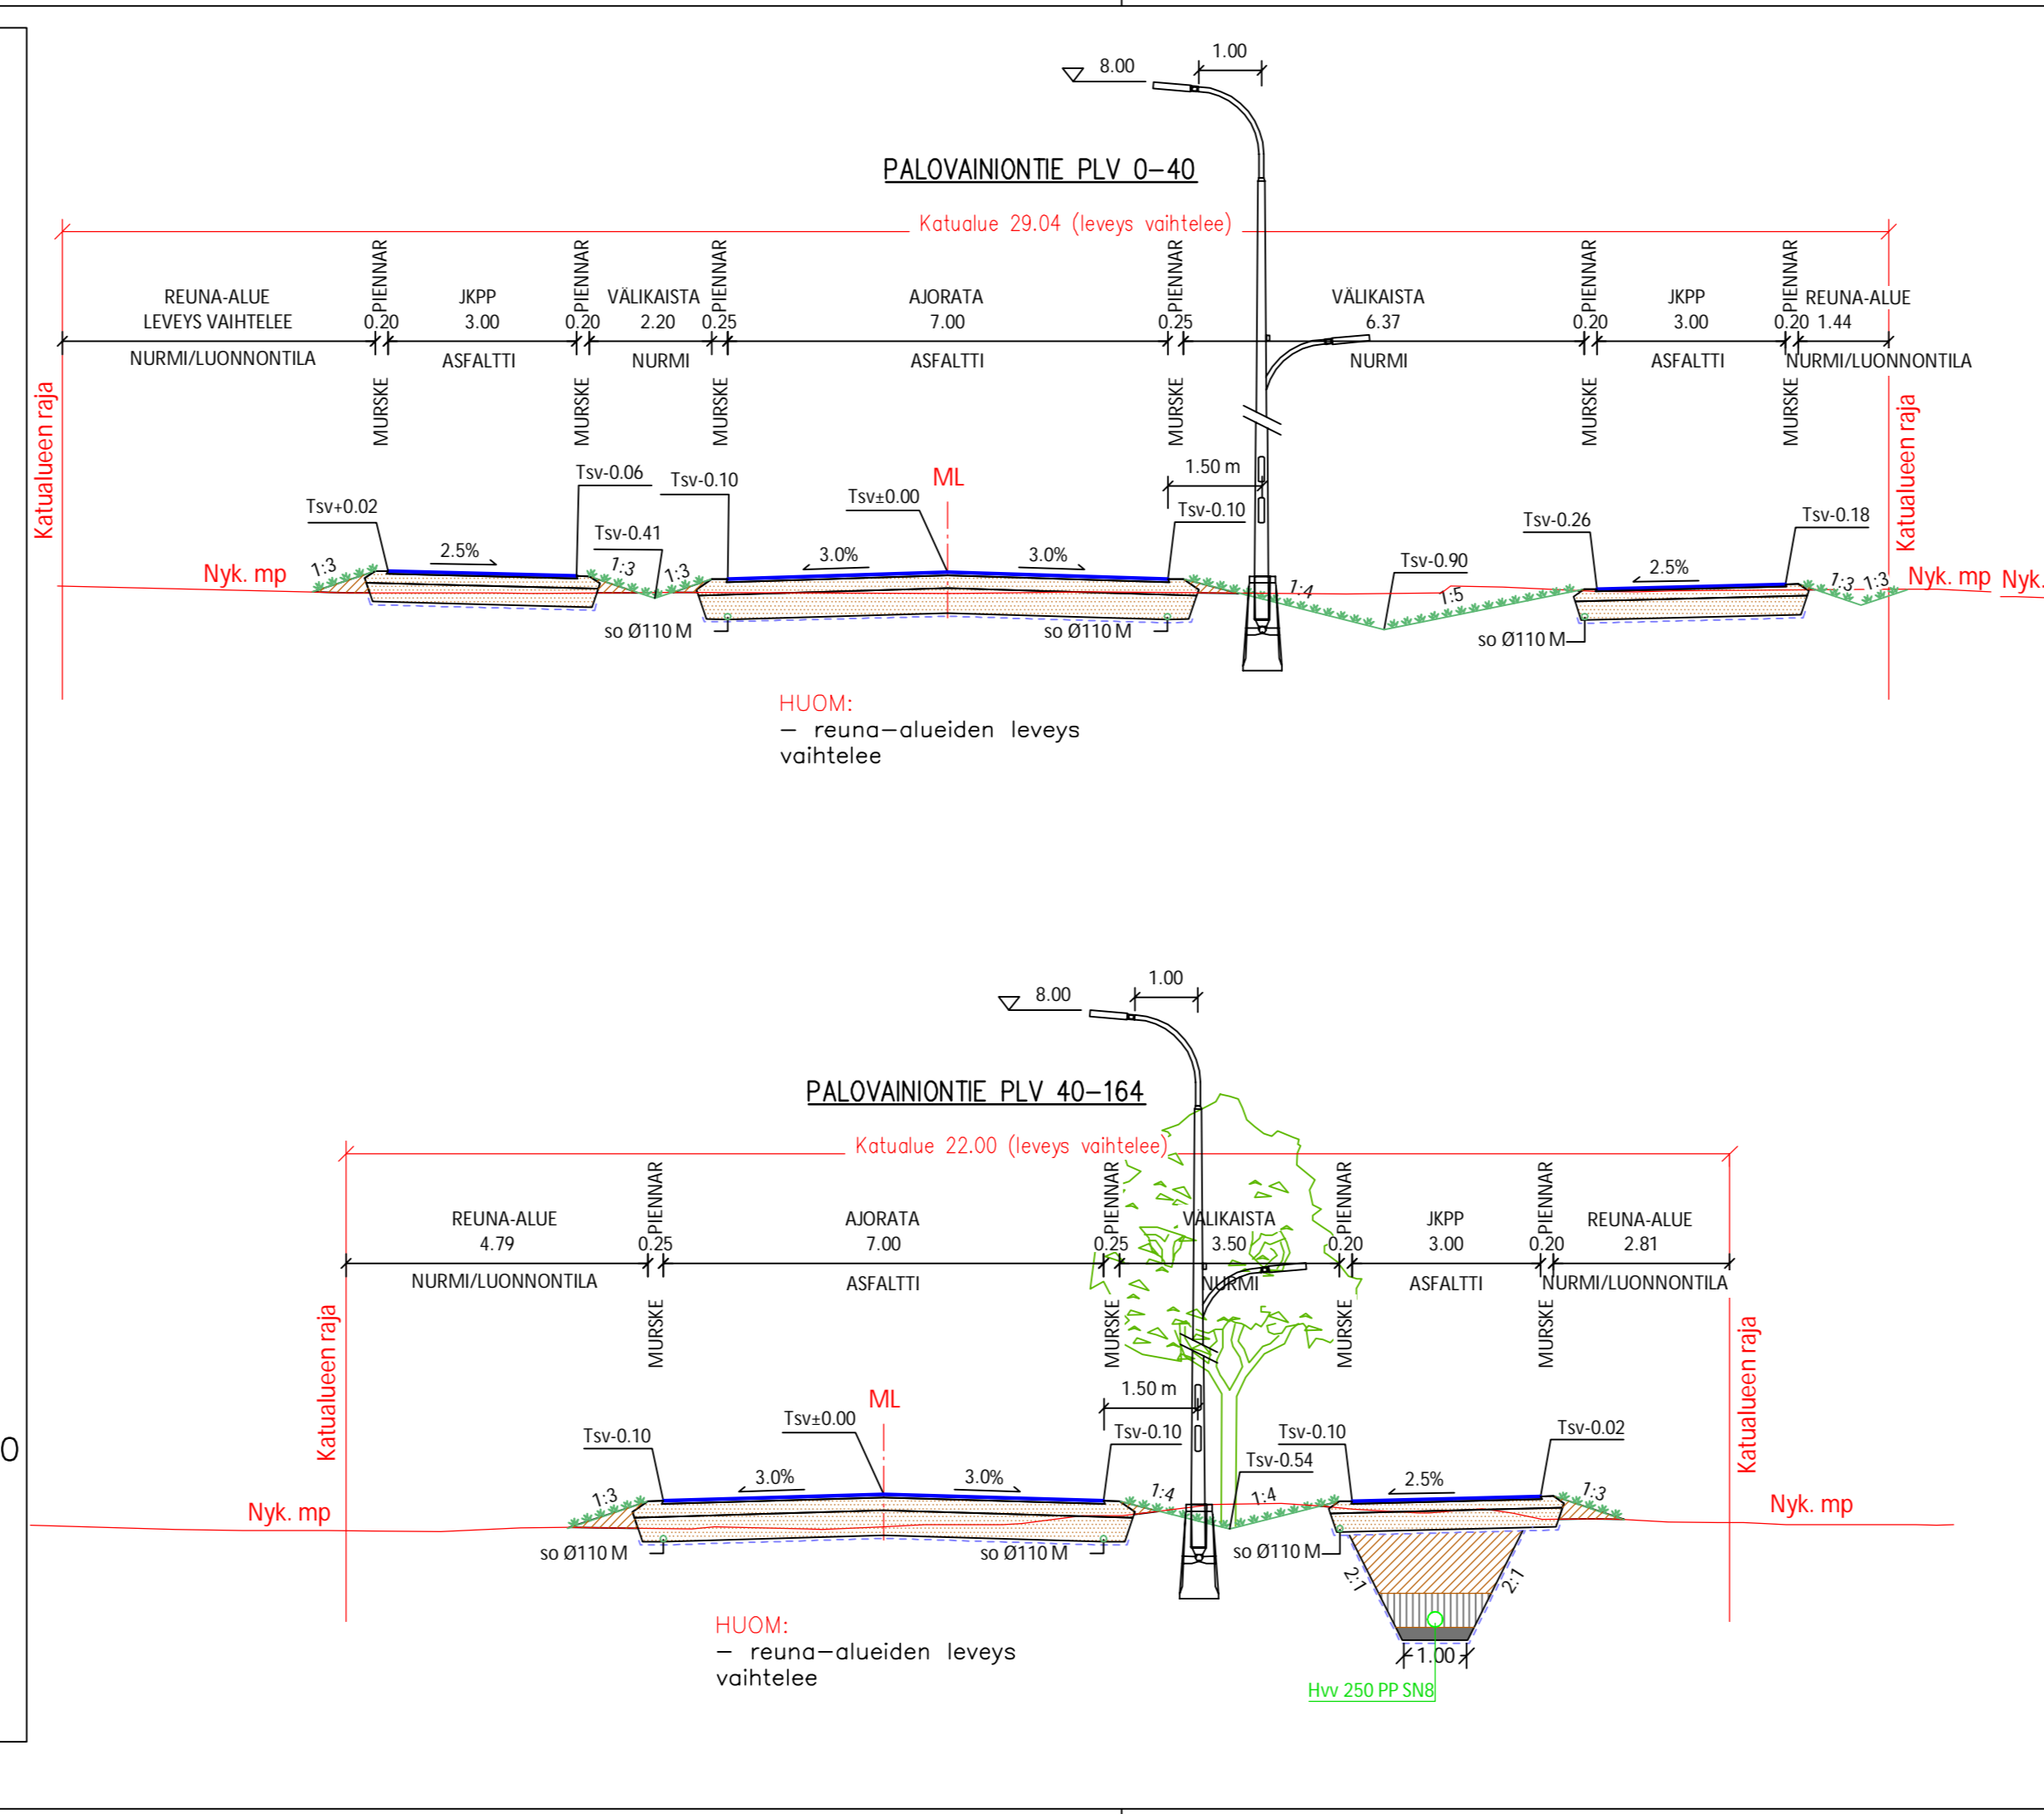 1.00
8.00
PALOVAINIONTIE PLV 0-40
Katualue 29.04 (leveys vaihtelee)
PIENNAR PIENNAR PIENNAR PIENNAR PIENNAR PIENNAR
REUNA-ALUE JKPP VÄLIKAISTA AJORATA VÄLIKAISTA JKPP REUNA-ALUE
LEVEYS VAIHTELEE 0.20 3.00 0.20 2.20 0.25 7.00 0.25 6.37 0.20 3.00 0.20 1.44
NURMI/LUONNONTILA ASFALTTI NURMI ASFALTTI NURMI ASFALTTI NURMI/LUONNONTILA
MURSKE MURSKE MURSKE MURSKE MURSKE MURSKE
Katualueen raja
Katualueen raja
Tsv+0.02
Tsv-0.06
Tsv-0.41
Tsv-0.10
Tsv±0.00
ML
1.50 m
Tsv-0.10
Tsv-0.90
Tsv-0.26
Tsv-0.18
Nyk. mp 1:3 2.5% 1:3 1:3 3.0% 3.0% 1:4 1:5 2.5% 1:3 1:3 Nyk. mp Nyk.
so Ø110 M so Ø110 M so Ø110 M
HUOM:
- reuna-alueiden leveys
vaihtelee
1.00
8.00
PALOVAINIONTIE PLV 40-164
Katualue 22.00 (leveys vaihtelee)
PIENNAR PIENNAR PIENNAR PIENNAR
REUNA-ALUE AJORATA VÄLIKAISTA JKPP REUNA-ALUE
4.79 0.25 7.00 0.25 3.50 0.20 3.00 0.20 2.81
NURMI/LUONNONTILA ASFALTTI NURMI ASFALTTI NURMI/LUONNONTILA
MURSKE MURSKE MURSKE MURSKE
Katualueen raja
Katualueen raja
0
Tsv-0.10
Tsv±0.00
ML
1.50 m
Tsv-0.10
Tsv-0.54
Tsv-0.10
Tsv-0.02
Nyk. mp 1:3 3.0% 3.0% 1:4 1:4 2.5% 1:3 Nyk. mp
so Ø110 M so Ø110 M so Ø110 M
2:1 2:1
1.00
Hvv 250 PP SN8
HUOM:
- reuna-alueiden leveys
vaihtelee